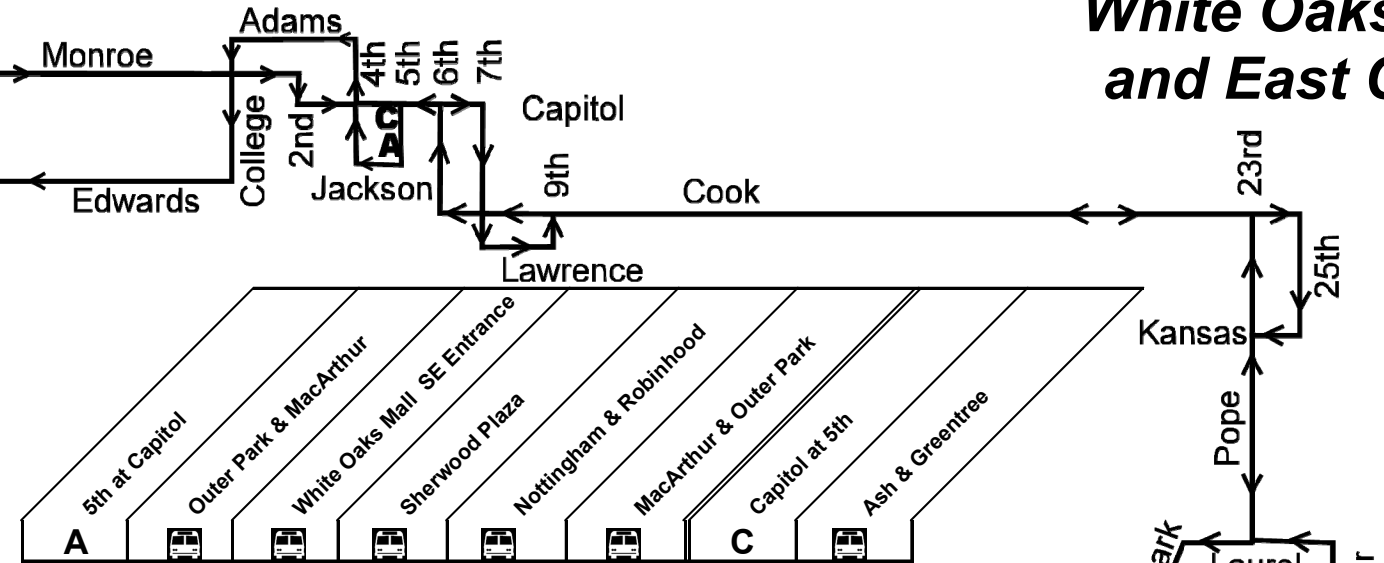 White Oaks
and East
Adams
Monroe
4th
5th
6th
7th
Capitol
College
2nd
C
A
Jackson
Edwards
9th
Cook
Lawrence
23rd
25th
Kansas
Pope
5th at Capitol
Outer Park & MacArthur
White Oaks Mall SE Entrance
Sherwood Plaza
Nottingham & Robinhood
MacArthur & Outer Park
Capitol at 5th
Ash & Greentree
A
C
Laurel